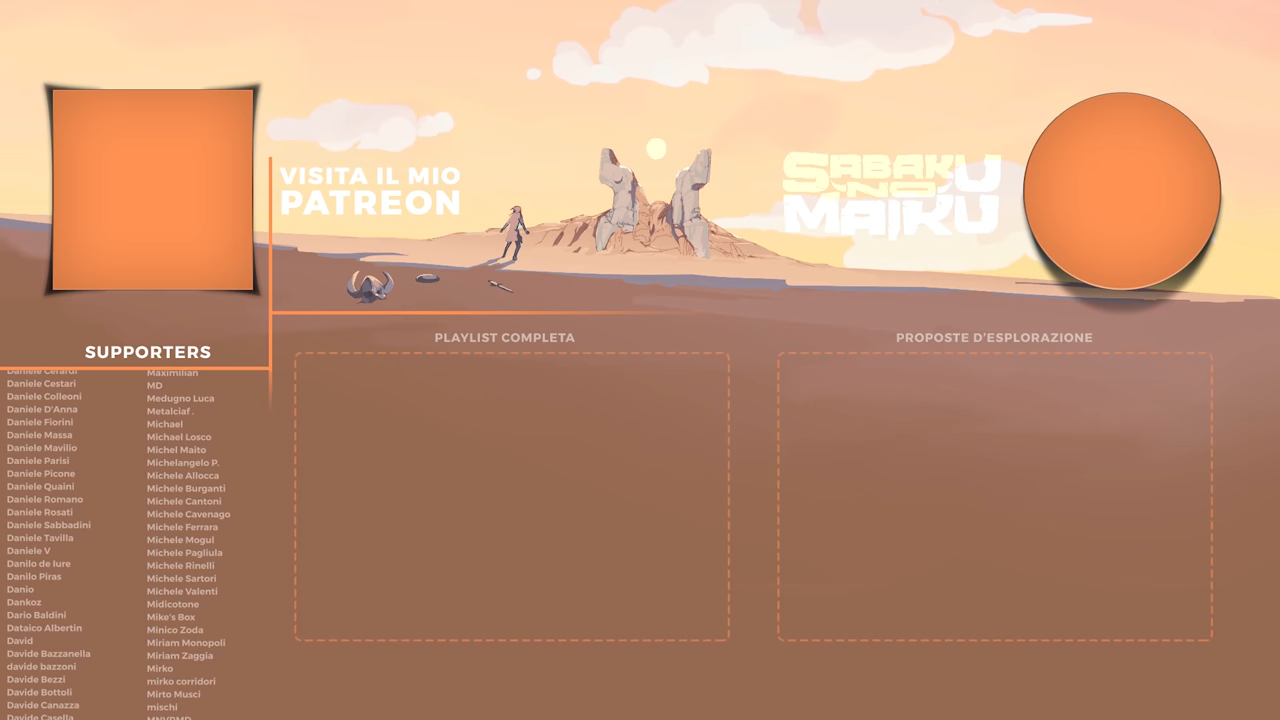 VISITA IL MIO
PATREON
SABAKU
NO
MAIKU
SUPPORTERS
PLAYLIST COMPLETA
PROPOSTE D'ESPLORAZIONE
Daniele Cerardi
Daniele Cestari
Daniele Colleoni
Daniele D'Anna
Daniele Fiorini
Daniele Massa
Daniele Mavilio
Daniele Parisi
Daniele Picone
Daniele Quaini
Daniele Romano
Daniele Rosati
Daniele Sabbadini
Daniele Tavilla
Daniele V
Danilo de Iure
Danilo Piras
Danio
Dankoz
Dario Baldini
Dataico Albertin
David
Davide Bazzanella
davide bazzoni
Davide Bezzi
Davide Bottoli
Davide Canazza
Davide Casella
Maximilian
MD
Medugno Luca
Metalciaf .
Michael
Michael Losco
Michel Maito
Michelangelo P.
Michele Allocca
Michele Burganti
Michele Cantoni
Michele Cavenago
Michele Ferrara
Michele Mogul
Michele Pagliula
Michele Rinelli
Michele Sartori
Michele Valenti
Midicotone
Mike's Box
Minico Zoda
Miriam Monopoli
Miriam Zaggia
Mirko
mirko corridori
Mirto Musci
mischi